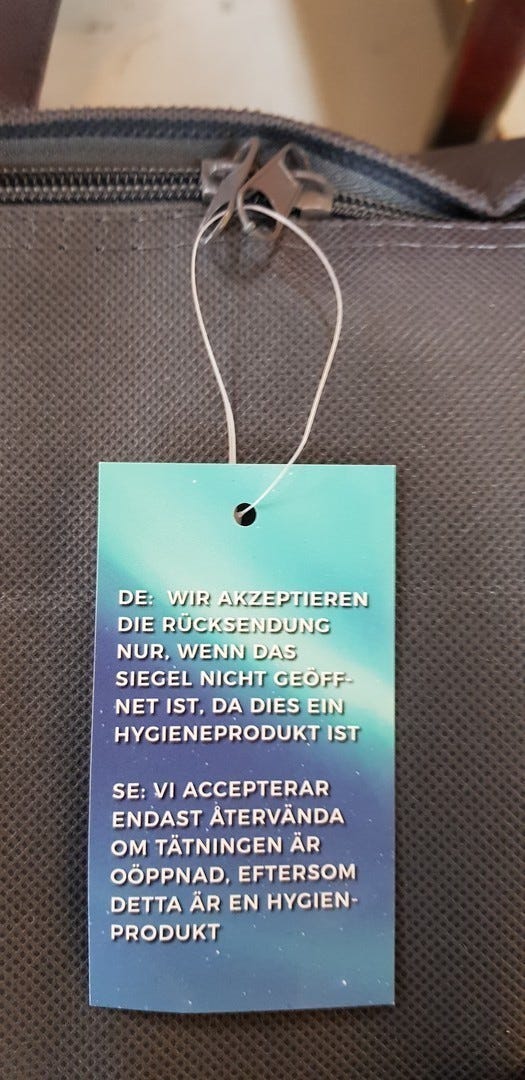 DE: WIR AKZEPTIEREN
DIE RÜCKSENDUNG
NUR, WENN DAS
SIEGEL NICHT GEÖFF-
NET IST, DA DIES EIN
HYGIENEPRODUKT IST
SE: VI ACCEPTERAR
ENDAST ÅTERVÄNDA
OM TÄTNINGEN ÄR
OÖPPNAD, EFTERSOM
DETTA ÄR EN HYGIEN-
PRODUKT